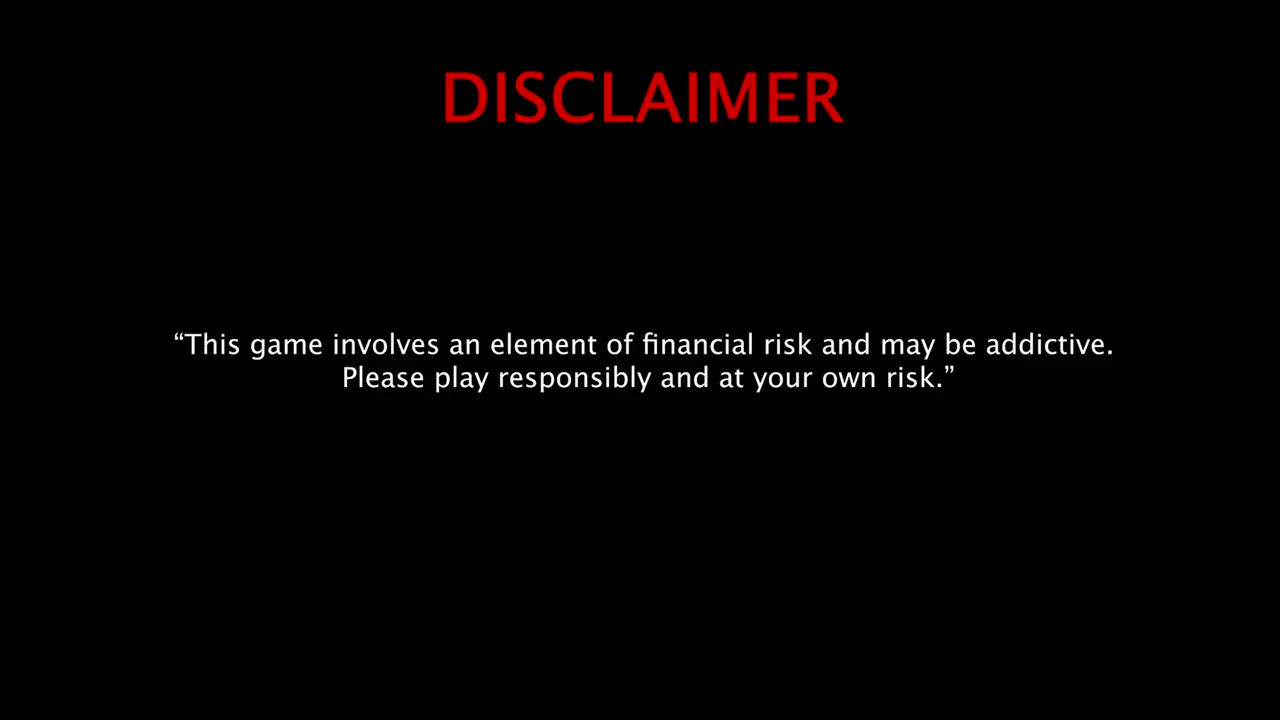 DISCLAIMER
“This game involves an element of financial risk and may be addictive.
Please play responsibly and at your own risk.”